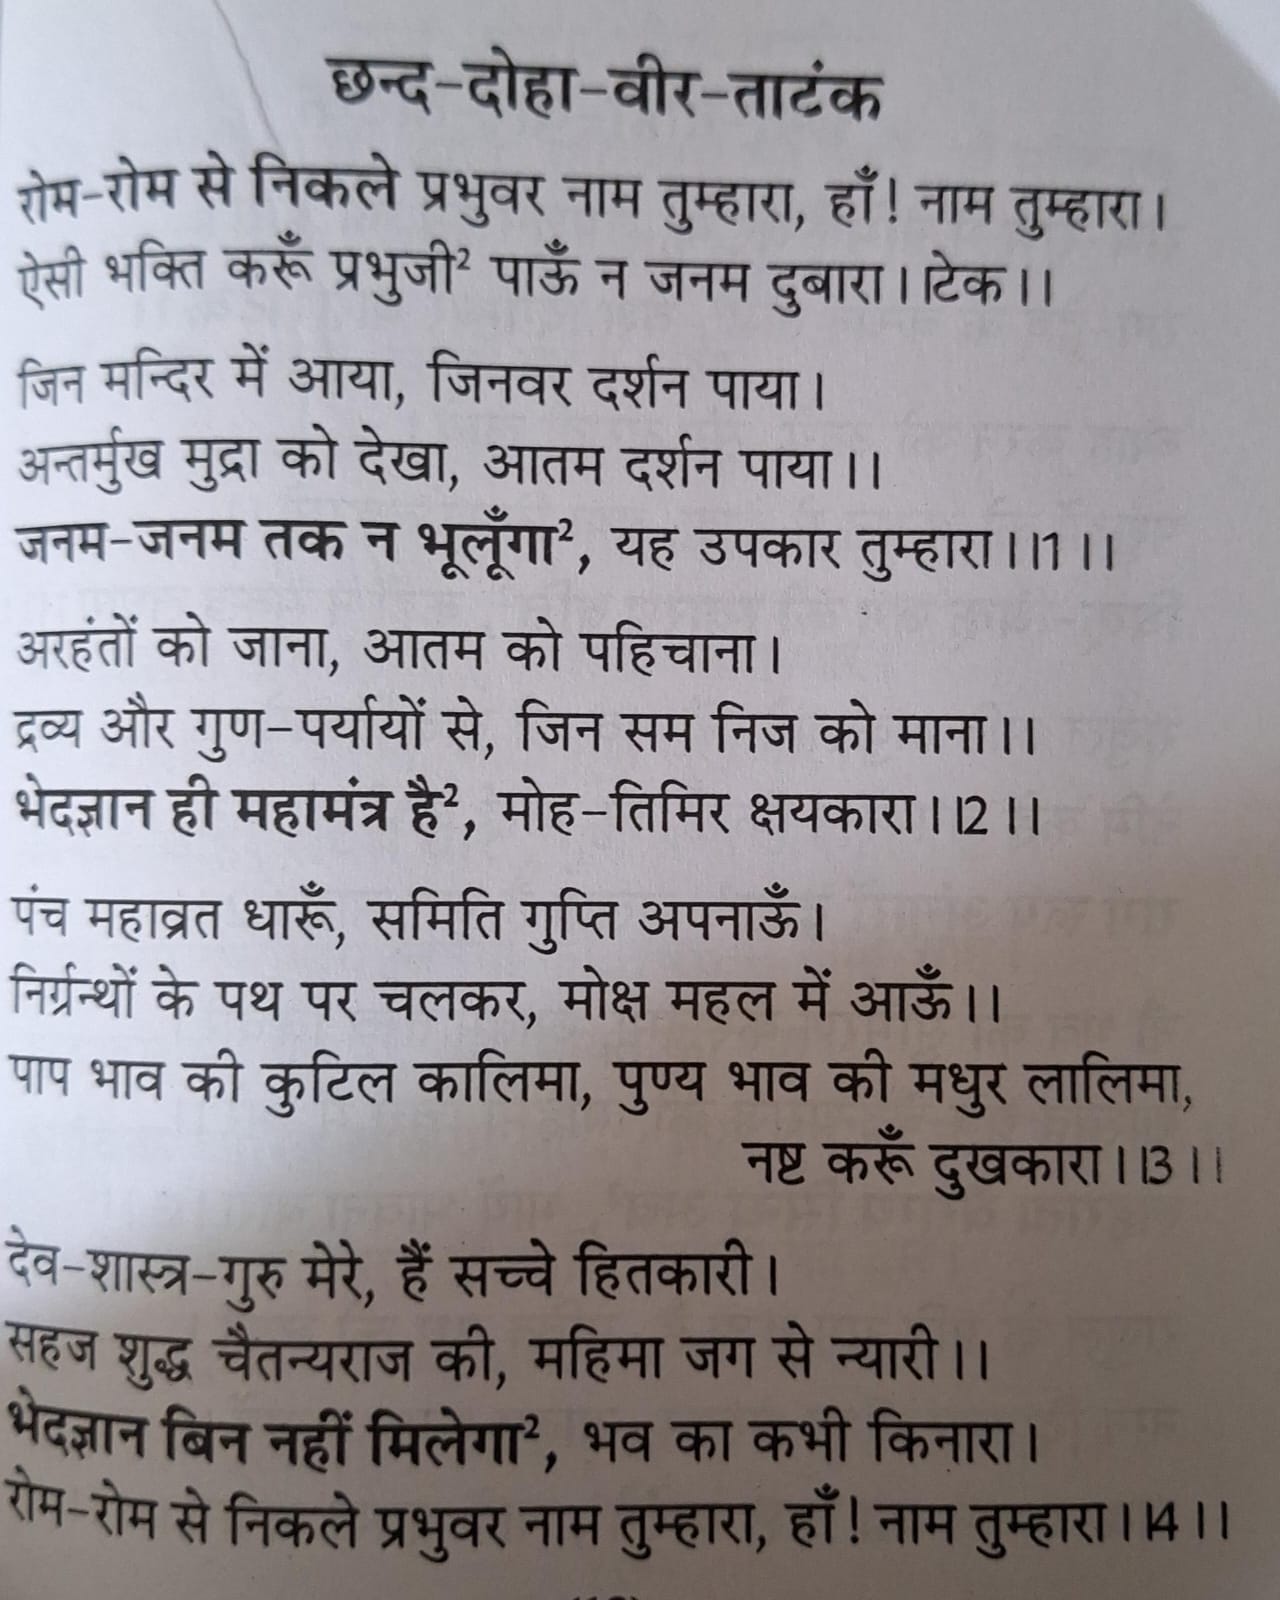 छन्द-दोहा-वीर-ताटंक
रोम-रोम से निकले प्रभुवर नाम तुम्हारा, हाँ! नाम तुम्हारा।
ऐसी भक्ति करूँ प्रभुजी² पाऊँ न जनम दुबारा।।टेक।।
जिन मन्दिर में आया, जिनवर दर्शन पाया।
अन्तर्मुख मुद्रा को देखा, आतम दर्शन पाया।।
जनम-जनम तक न भूलूँगा², यह उपकार तुम्हारा।।1।।
अरहंतों को जाना, आतम को पहिचाना।
द्रव्य और गुण-पर्यायों से, जिन सम निज को माना।।
भेदज्ञान ही महामंत्र है², मोह-तिमिर क्षयकारा।।2।।
पंच महाव्रत धारूँ, समिति गुप्ति अपनाऊँ।
निर्ग्रन्थों के पथ पर चलकर, मोक्ष महल में आऊँ।।
पाप भाव की कुटिल कालिमा, पुण्य भाव की मधुर लालिमा,
नष्ट करूँ दुखकारा।।3।।
देव-शास्त्र-गुरु मेरे, हैं सच्चे हितकारी।
सहज शुद्ध चैतन्यराज की, महिमा जग से न्यारी।।
भेदज्ञान बिन नहीं मिलेगा², भव का कभी किनारा।
रोम-रोम से निकले प्रभुवर नाम तुम्हारा, हाँ! नाम तुम्हारा।।4।।